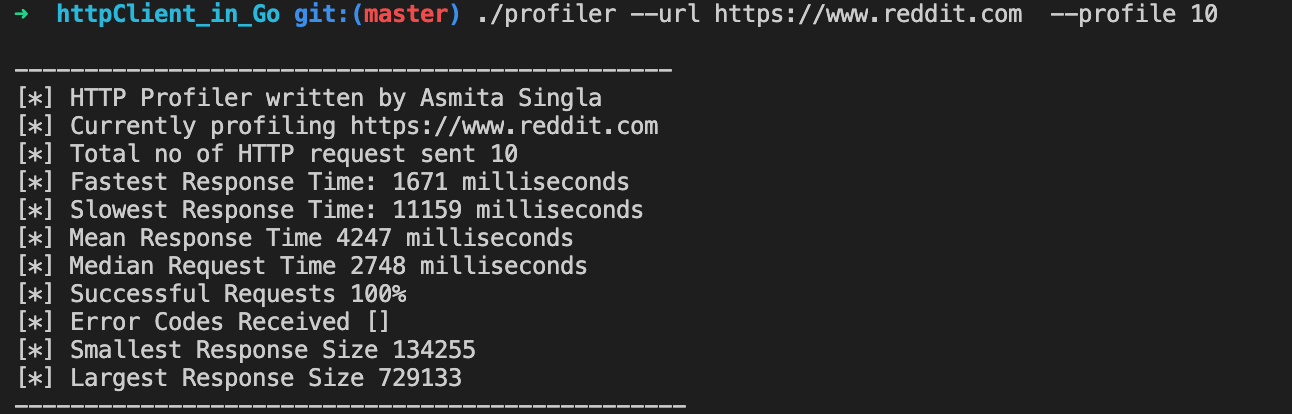 ➜  httpClient_in_Go git:(master) ./profiler --url https://www.reddit.com  --profile 10
-----------------------------------------------
[*] HTTP Profiler written by Asmita Singla
[*] Currently profiling https://www.reddit.com
[*] Total no of HTTP request sent 10
[*] Fastest Response Time: 1671 milliseconds
[*] Slowest Response Time: 11159 milliseconds
[*] Mean Response Time 4247 milliseconds
[*] Median Request Time 2748 milliseconds
[*] Successful Requests 100%
[*] Error Codes Received []
[*] Smallest Response Size 134255
[*] Largest Response Size 729133
------------------------------------------------